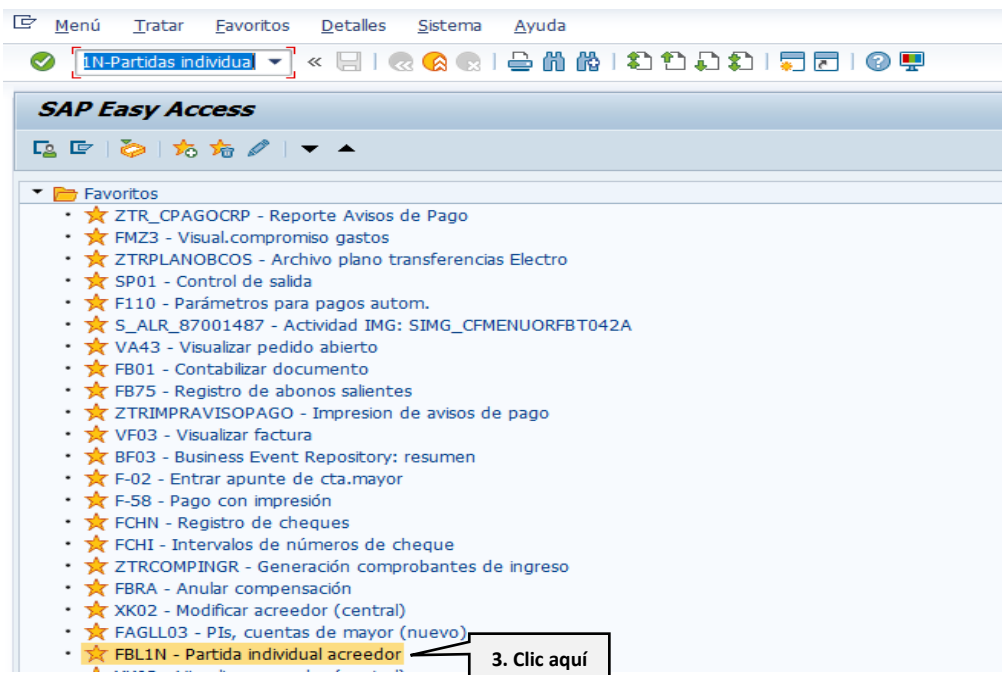 Menú Tratar Favoritos Detalles Sistema Ayuda
1N-Partidas individual
SAP Easy Access
Favoritos
ZTR_CPAGOCRP - Reporte Avisos de Pago
FMZ3 - Visual.compromiso gastos
ZTRPLANOBCOS - Archivo plano transferencias Electro
SP01 - Control de salida
F110 - Parámetros para pagos autom.
S_ALR_87001487 - Actividad IMG: SIMG_CFMENUORFBT042A
VA43 - Visualizar pedido abierto
FB01 - Contabilizar documento
FB75 - Registro de abonos salientes
ZTRIMPRAVISOPAGO - Impresion de avisos de pago
VF03 - Visualizar factura
BF03 - Business Event Repository: resumen
F-02 - Entrar apunte de cta.mayor
F-58 - Pago con impresión
FCHN - Registro de cheques
FCHI - Intervalos de números de cheque
ZTRCOMPINGR - Generación comprobantes de ingreso
FBRA - Anular compensación
XK02 - Modificar acreedor (central)
FAGLL03 - PIs, cuentas de mayor (nuevo)
FBL1N - Partida individual acreedor
3. Clic aquí